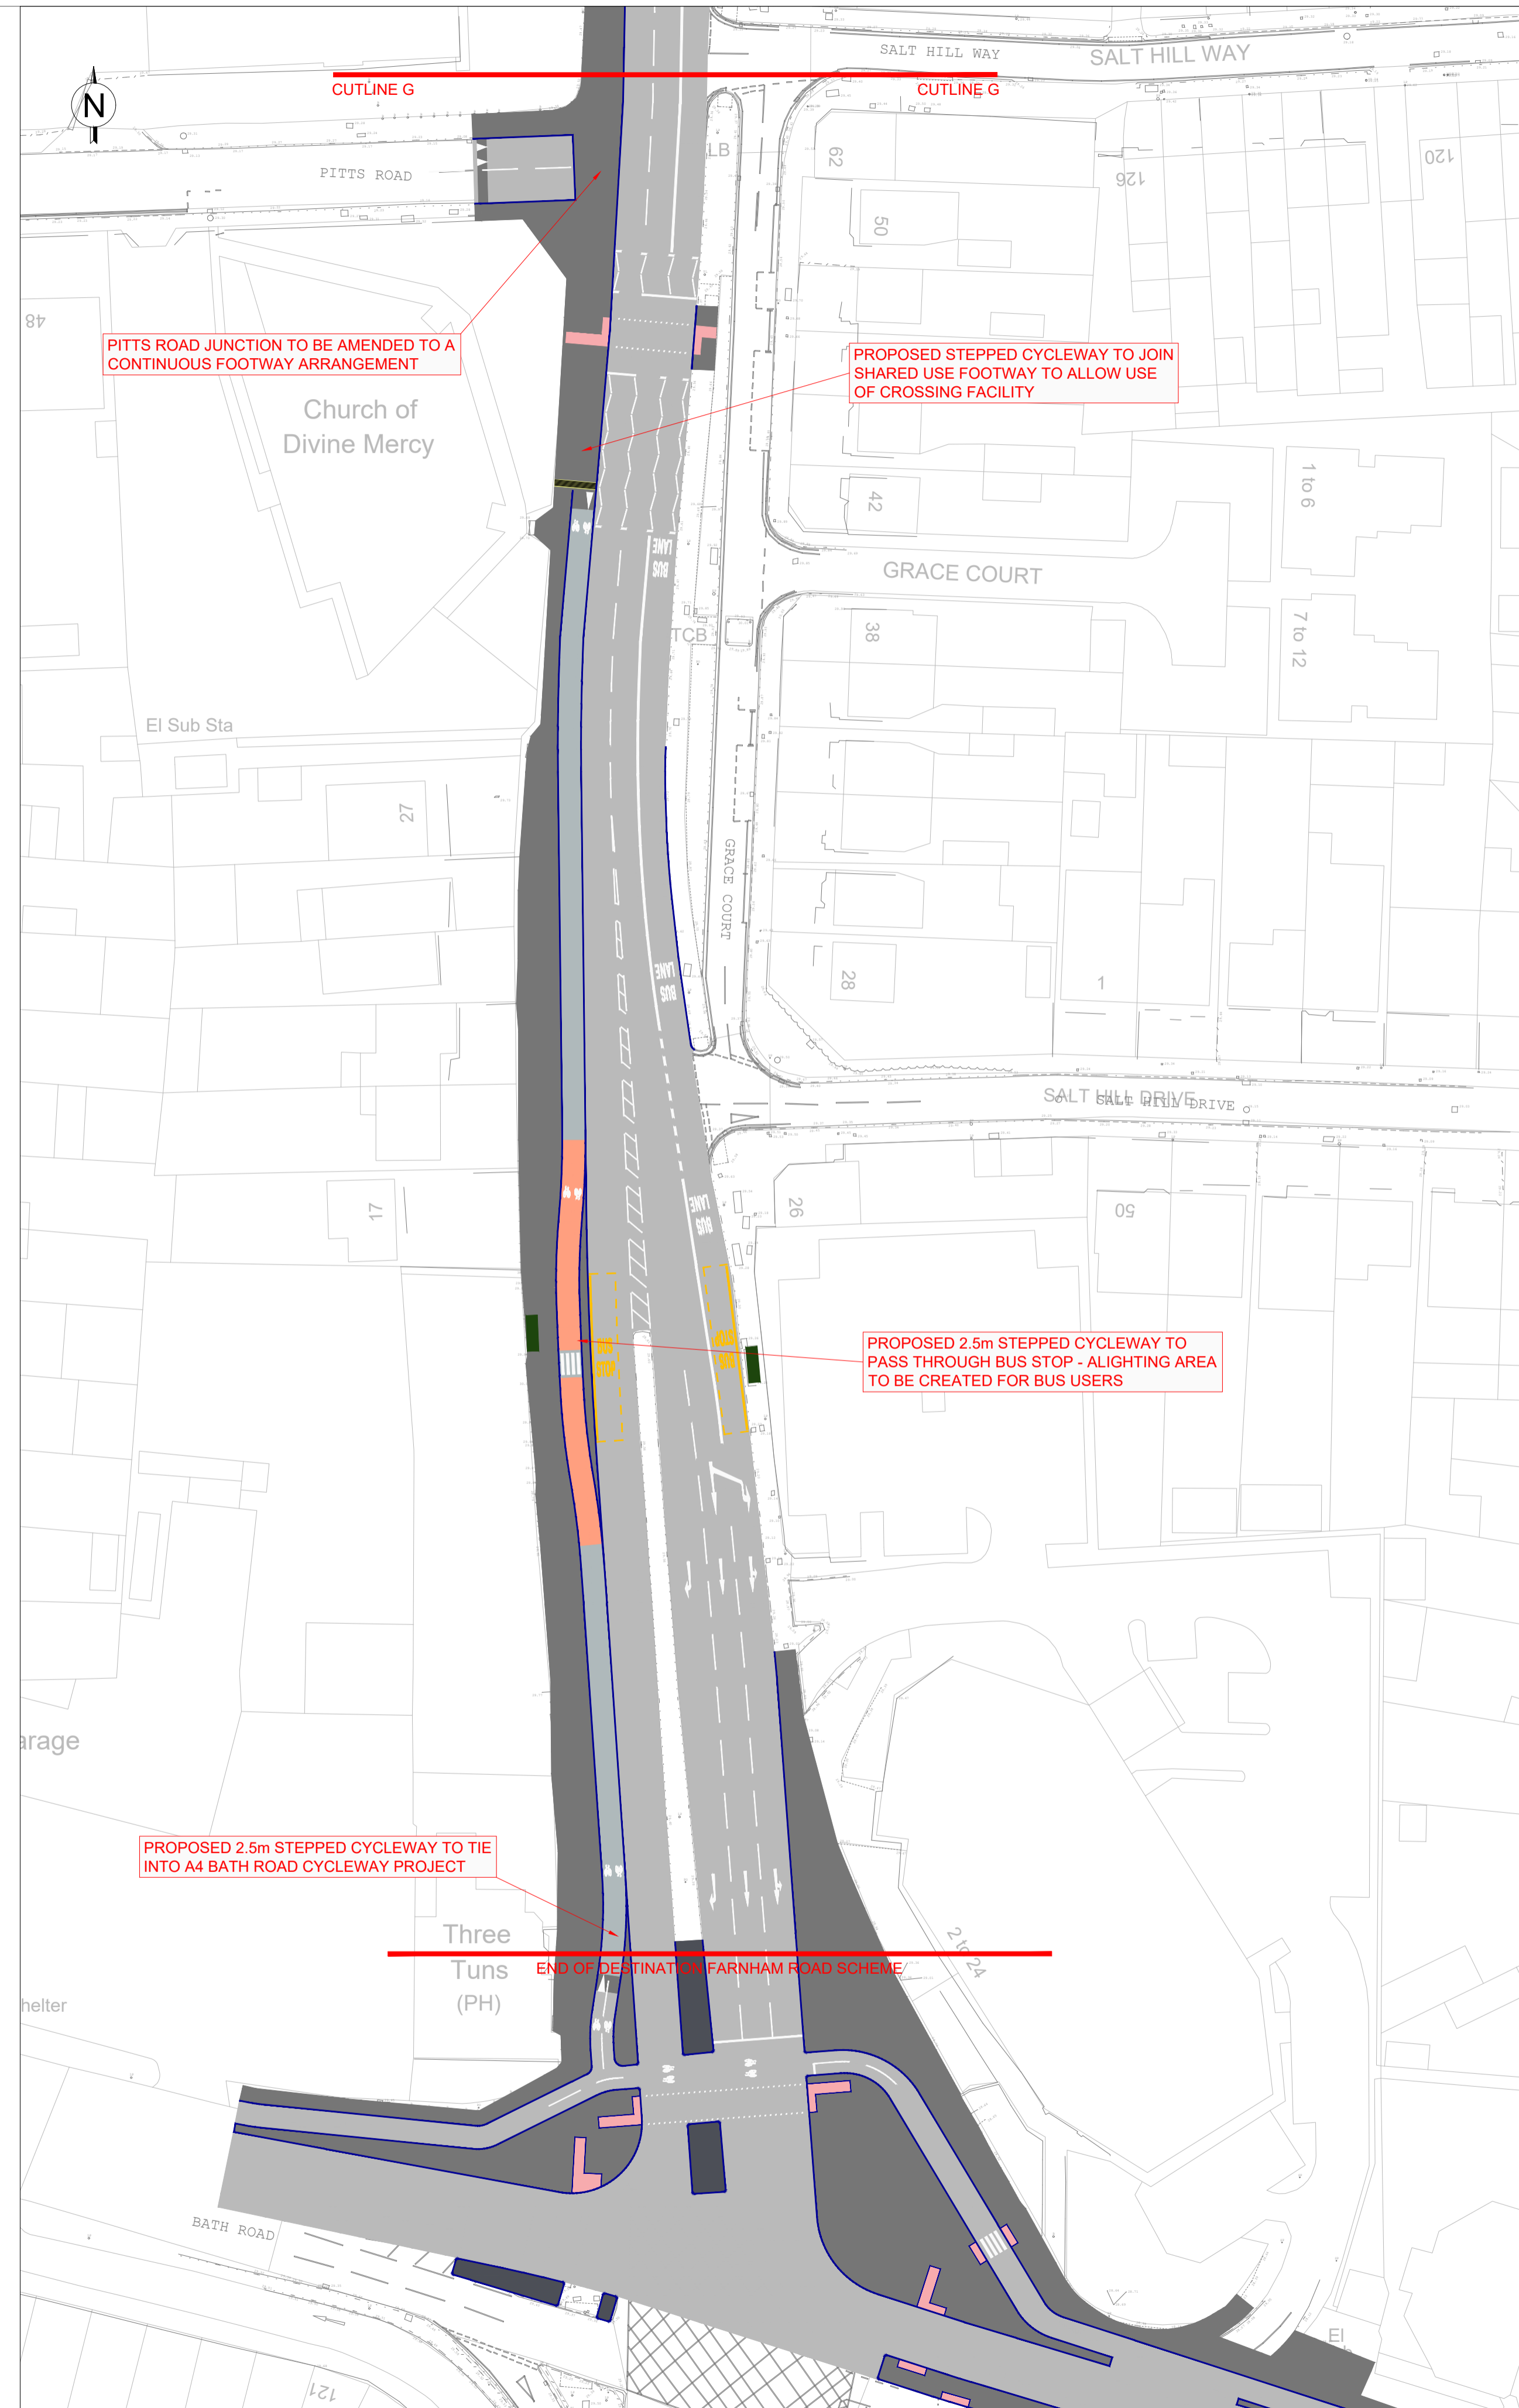 SALT HILL WAY
SALT HILL WAY
CUTLINE G
CUTLINE G
N
PITTS ROAD
LB
62
126
120
50
48
PITTS ROAD JUNCTION TO BE AMENDED TO A
CONTINUOUS FOOTWAY ARRANGEMENT
PROPOSED STEPPED CYCLEWAY TO JOIN
SHARED USE FOOTWAY TO ALLOW USE
OF CROSSING FACILITY
Church of
Divine Mercy
1 to 6
42
BUS
LANE
GRACE COURT
TCB
38
7 to 12
El Sub Sta
27
GRACE COURT
BUS
LANE
28
1
SALT HILL DRIVE
SALT HILL DRIVE
BUS
LANE
17
26
50
BUS
STOP
BUS
STOP
PROPOSED 2.5m STEPPED CYCLEWAY TO
PASS THROUGH BUS STOP - ALIGHTING AREA
TO BE CREATED FOR BUS USERS
arage
PROPOSED 2.5m STEPPED CYCLEWAY TO TIE
INTO A4 BATH ROAD CYCLEWAY PROJECT
Three
Tuns
(PH)
2 to 24
END OF DESTINATION FARNHAM ROAD SCHEME
helter
BATH ROAD
El
121